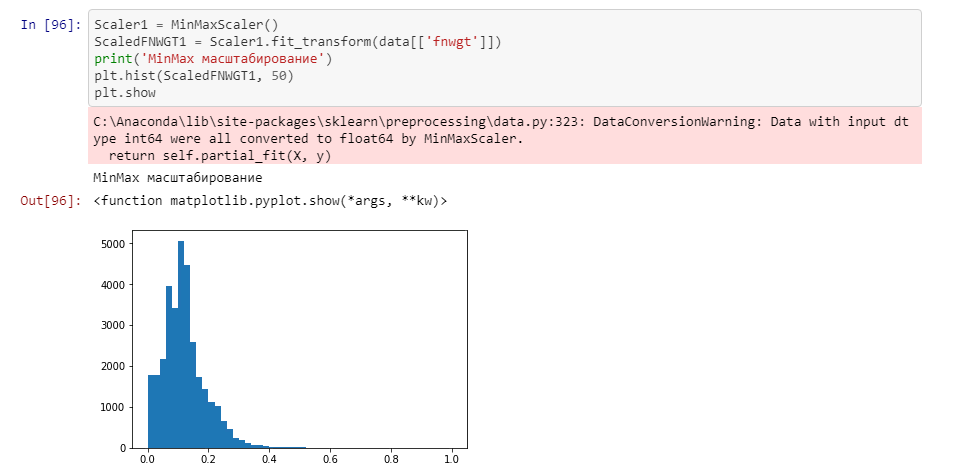 In [96]: Scaler1 = MinMaxScaler()
ScaledFNWGT1 = Scaler1.fit_transform(data[['fnwgt']])
print('MinMax масштабирование')
plt.hist(ScaledFNWGT1, 50)
plt.show
C:\Anaconda\lib\site-packages\sklearn\preprocessing\data.py:323: DataConversionWarning: Data with input dt
ype int64 were all converted to float64 by MinMaxScaler.
return self.partial_fit(X, y)
MinMax масштабирование
Out[96]: <function matplotlib.pyplot.show(*args, **kw)>
5000
4000
3000
2000
1000
0
0.0 0.2 0.4 0.6 0.8 1.0